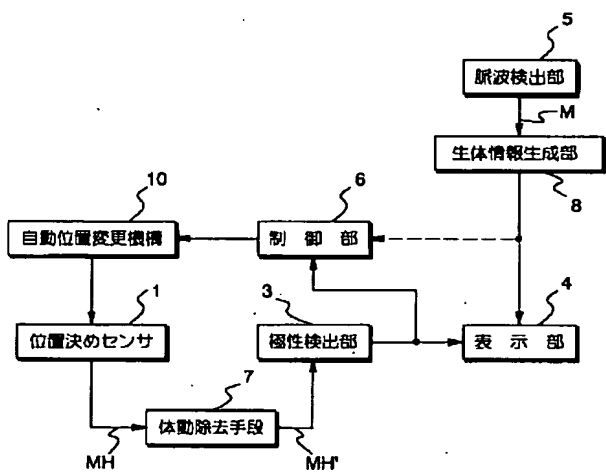 5
脈波検出部
M
生体情報生成部
8
10
6
自動位置変更機構
制御部
1
3
4
位置決めセンサ
極性検出部
表示部
7
体動除去手段
MH
MH'